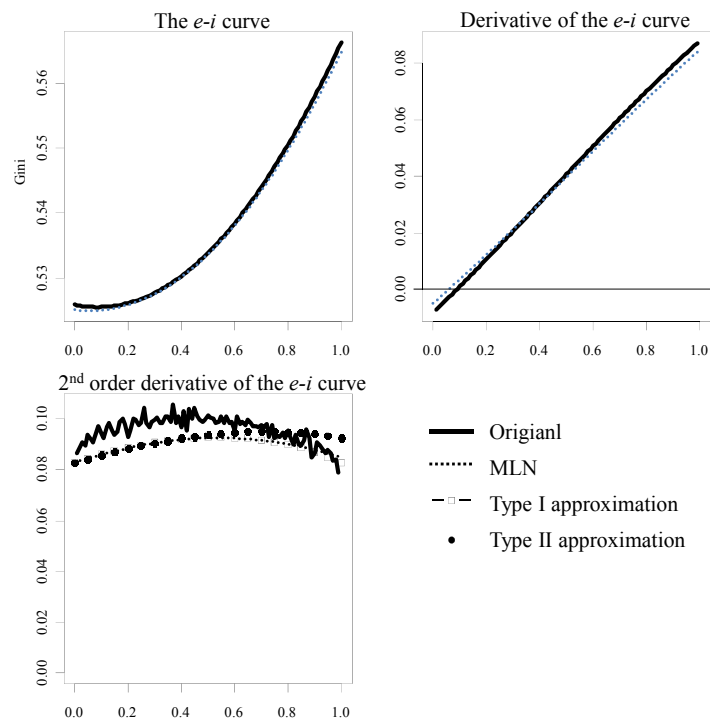 The e-i curve
Derivative of the e-i curve
Gini
0.56
0.55
0.54
0.53
0.0 0.2 0.4 0.6 0.8 1.0
0.08
0.06
0.04
0.02
0.00
0.0 0.2 0.4 0.6 0.8 1.0
2nd order derivative of the e-i curve
0.10
0.08
0.06
0.04
0.02
0.00
0.0 0.2 0.4 0.6 0.8 1.0
Origianl
MLN
Type I approximation
Type II approximation